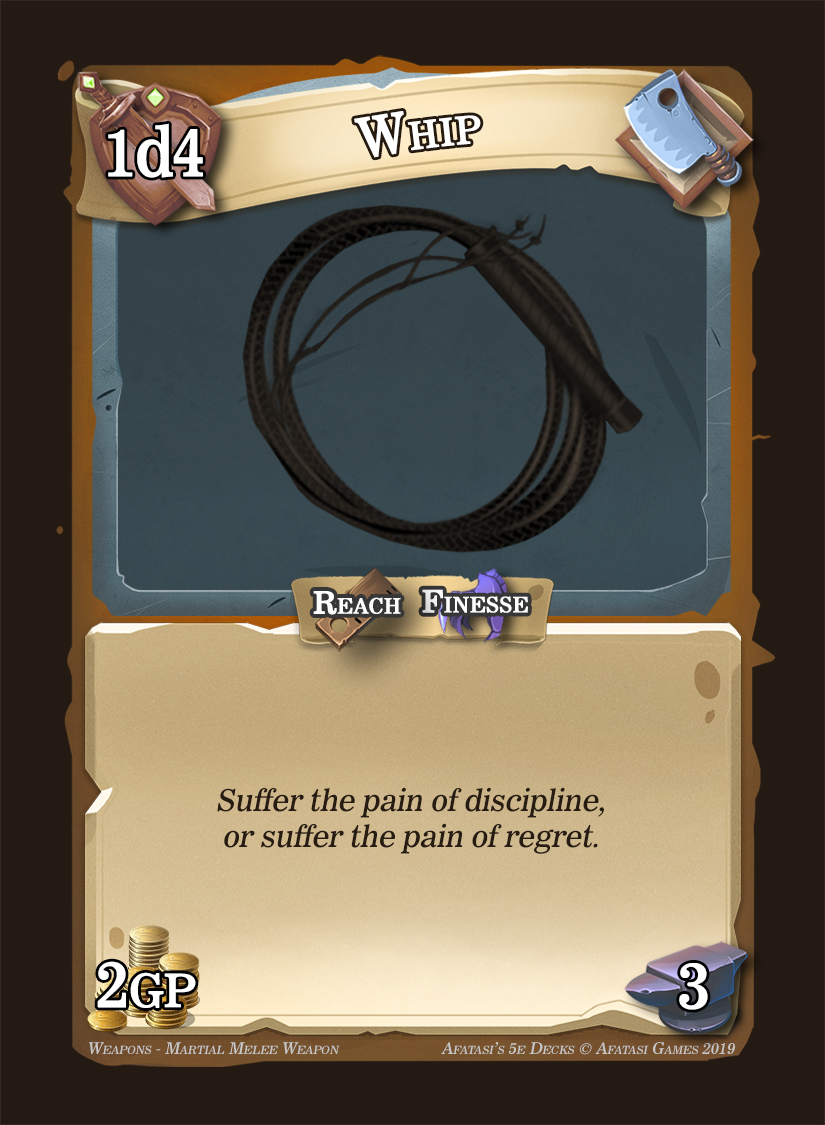 1d4
Whip
Reach Finesse
Suffer the pain of discipline,
or suffer the pain of regret.
2GP
3
Weapons - Martial Melee Weapon
Afatasi's 5e Decks © Afatasi Games 2019